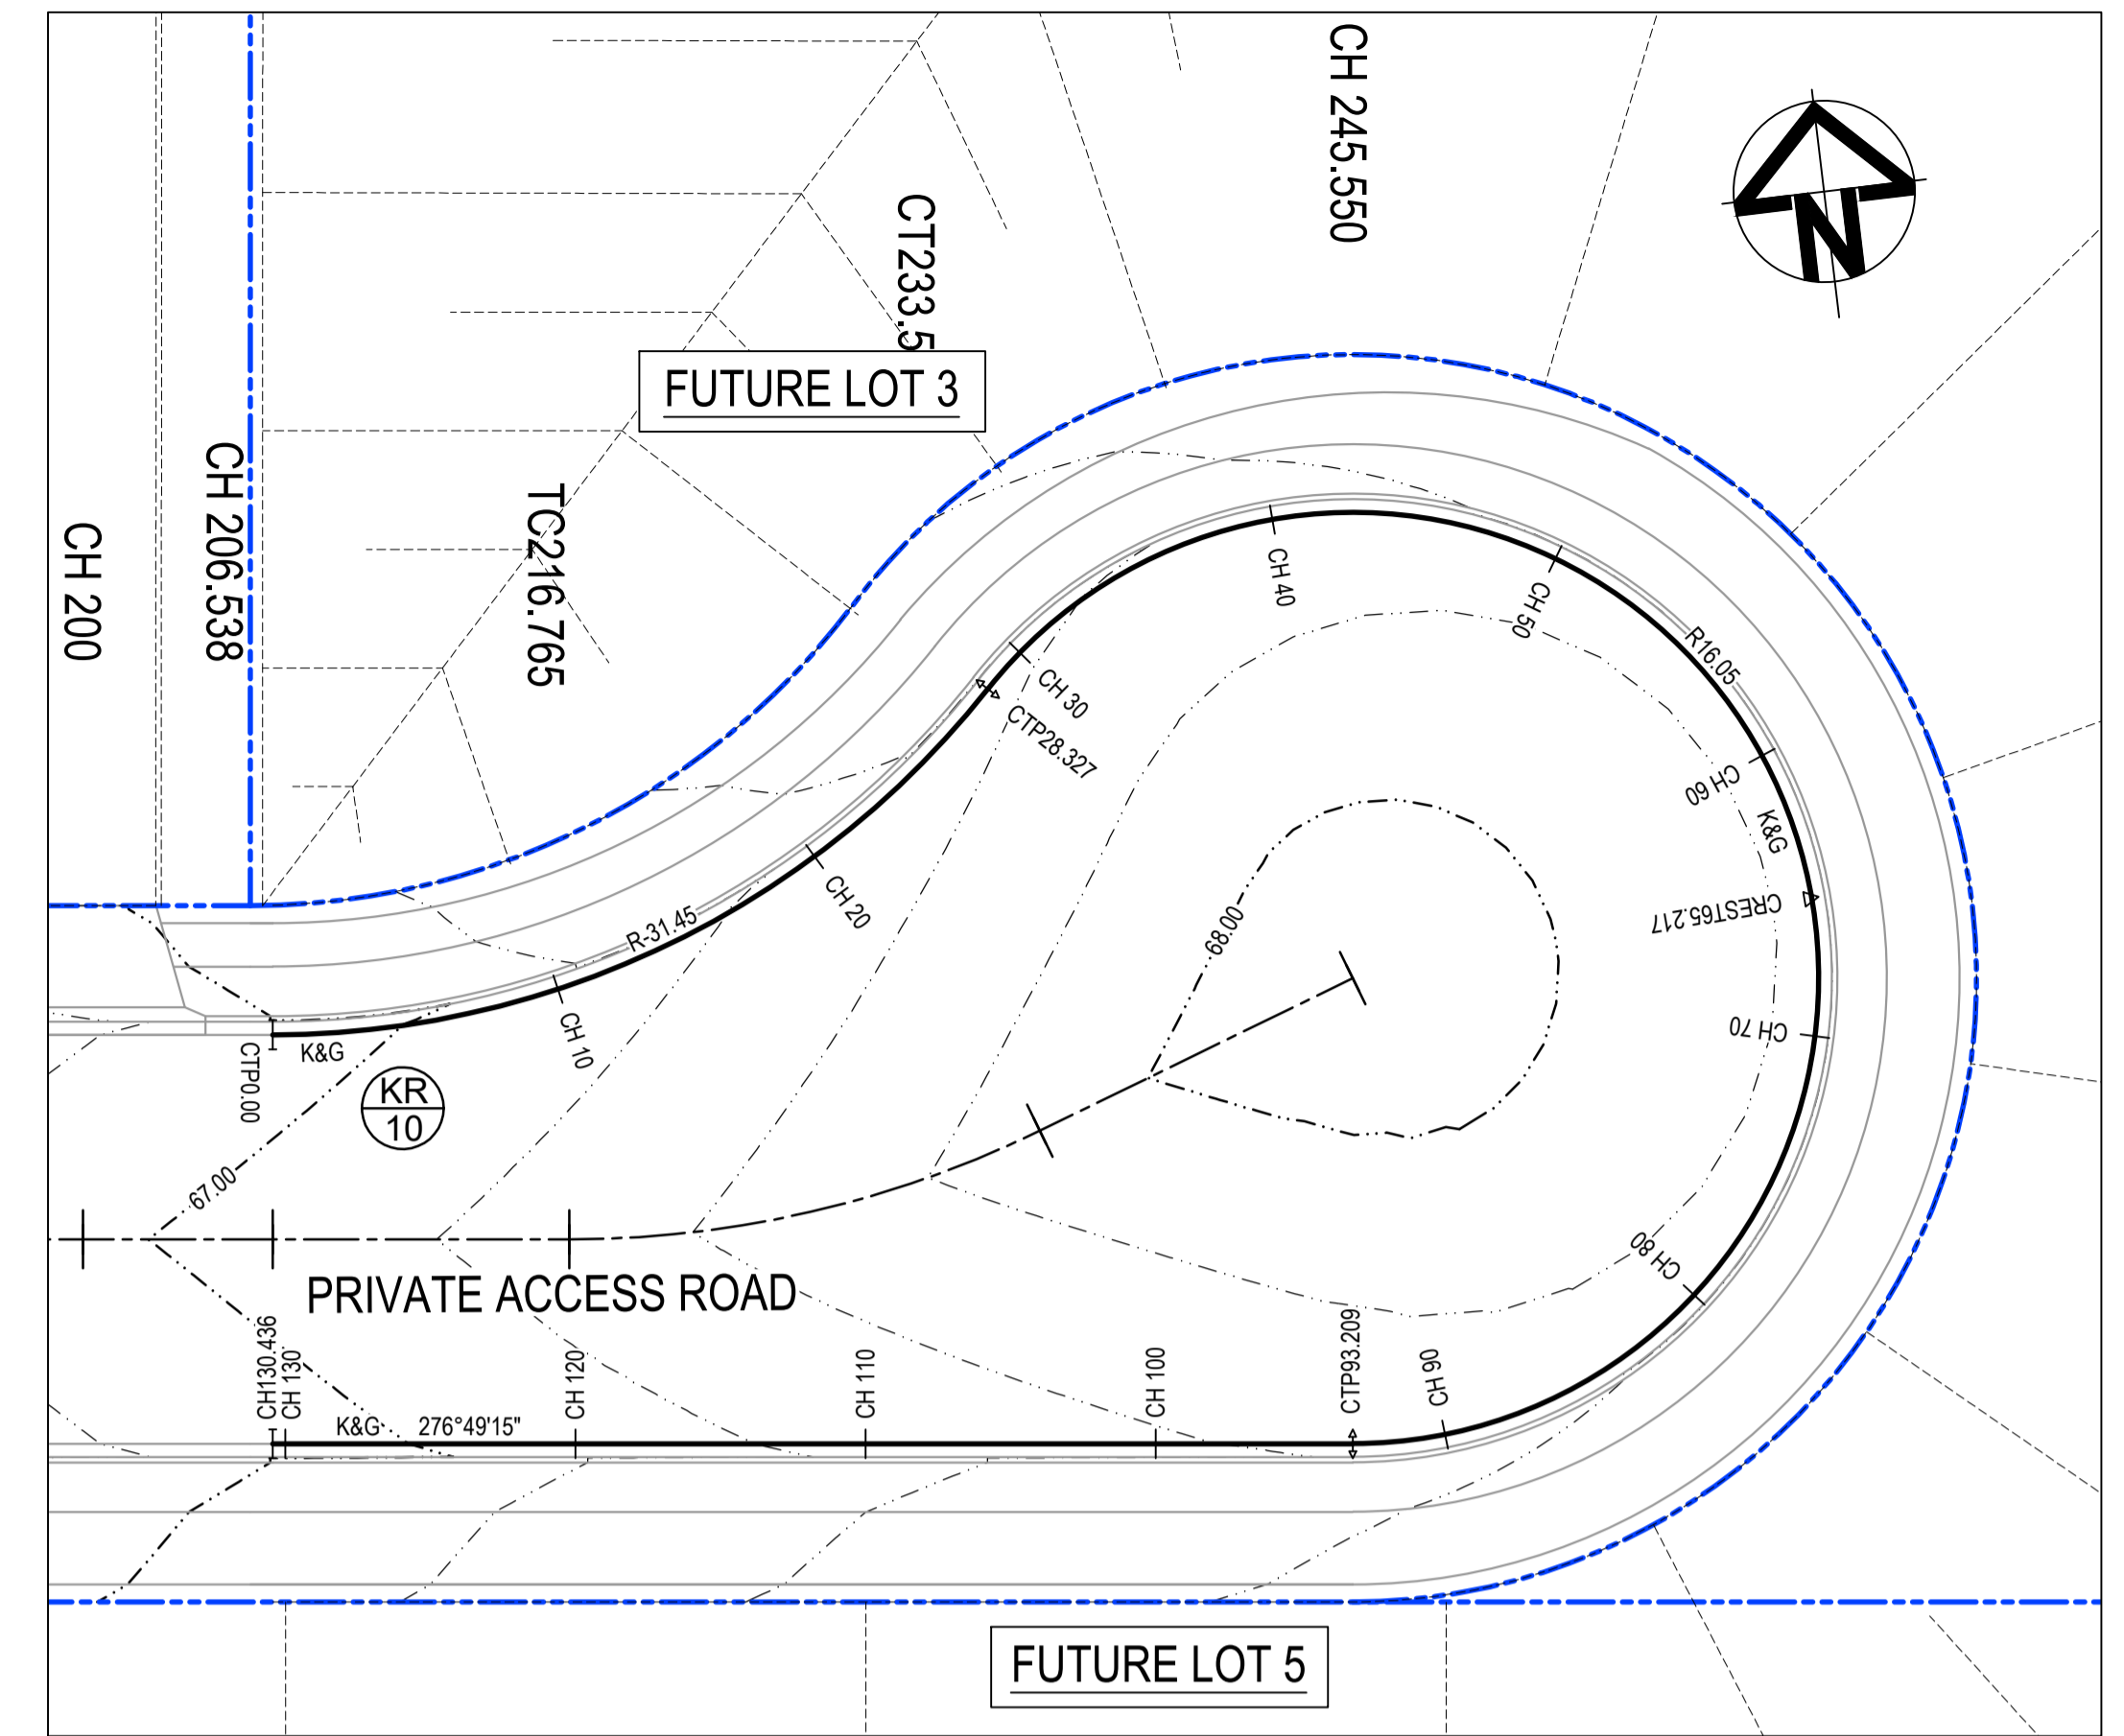 CH 245.550
CT233.5
FUTURE LOT 3
N
CH 206.538
TC216.765
CH 200
CH 40
CH 50
R16.05
CH 30
CTP28.327
CH 60
K&G
CH 20
CREST65.217
R-31.45
69.00
CH 10
CH 70
K&G
CTP0.00
KR
10
67.00
CH 80
PRIVATE ACCESS ROAD
CH130.436
CH 130
CH 120
CH 110
CH 100
CTP93.209
CH 90
K&G
276°49'15"
FUTURE LOT 5